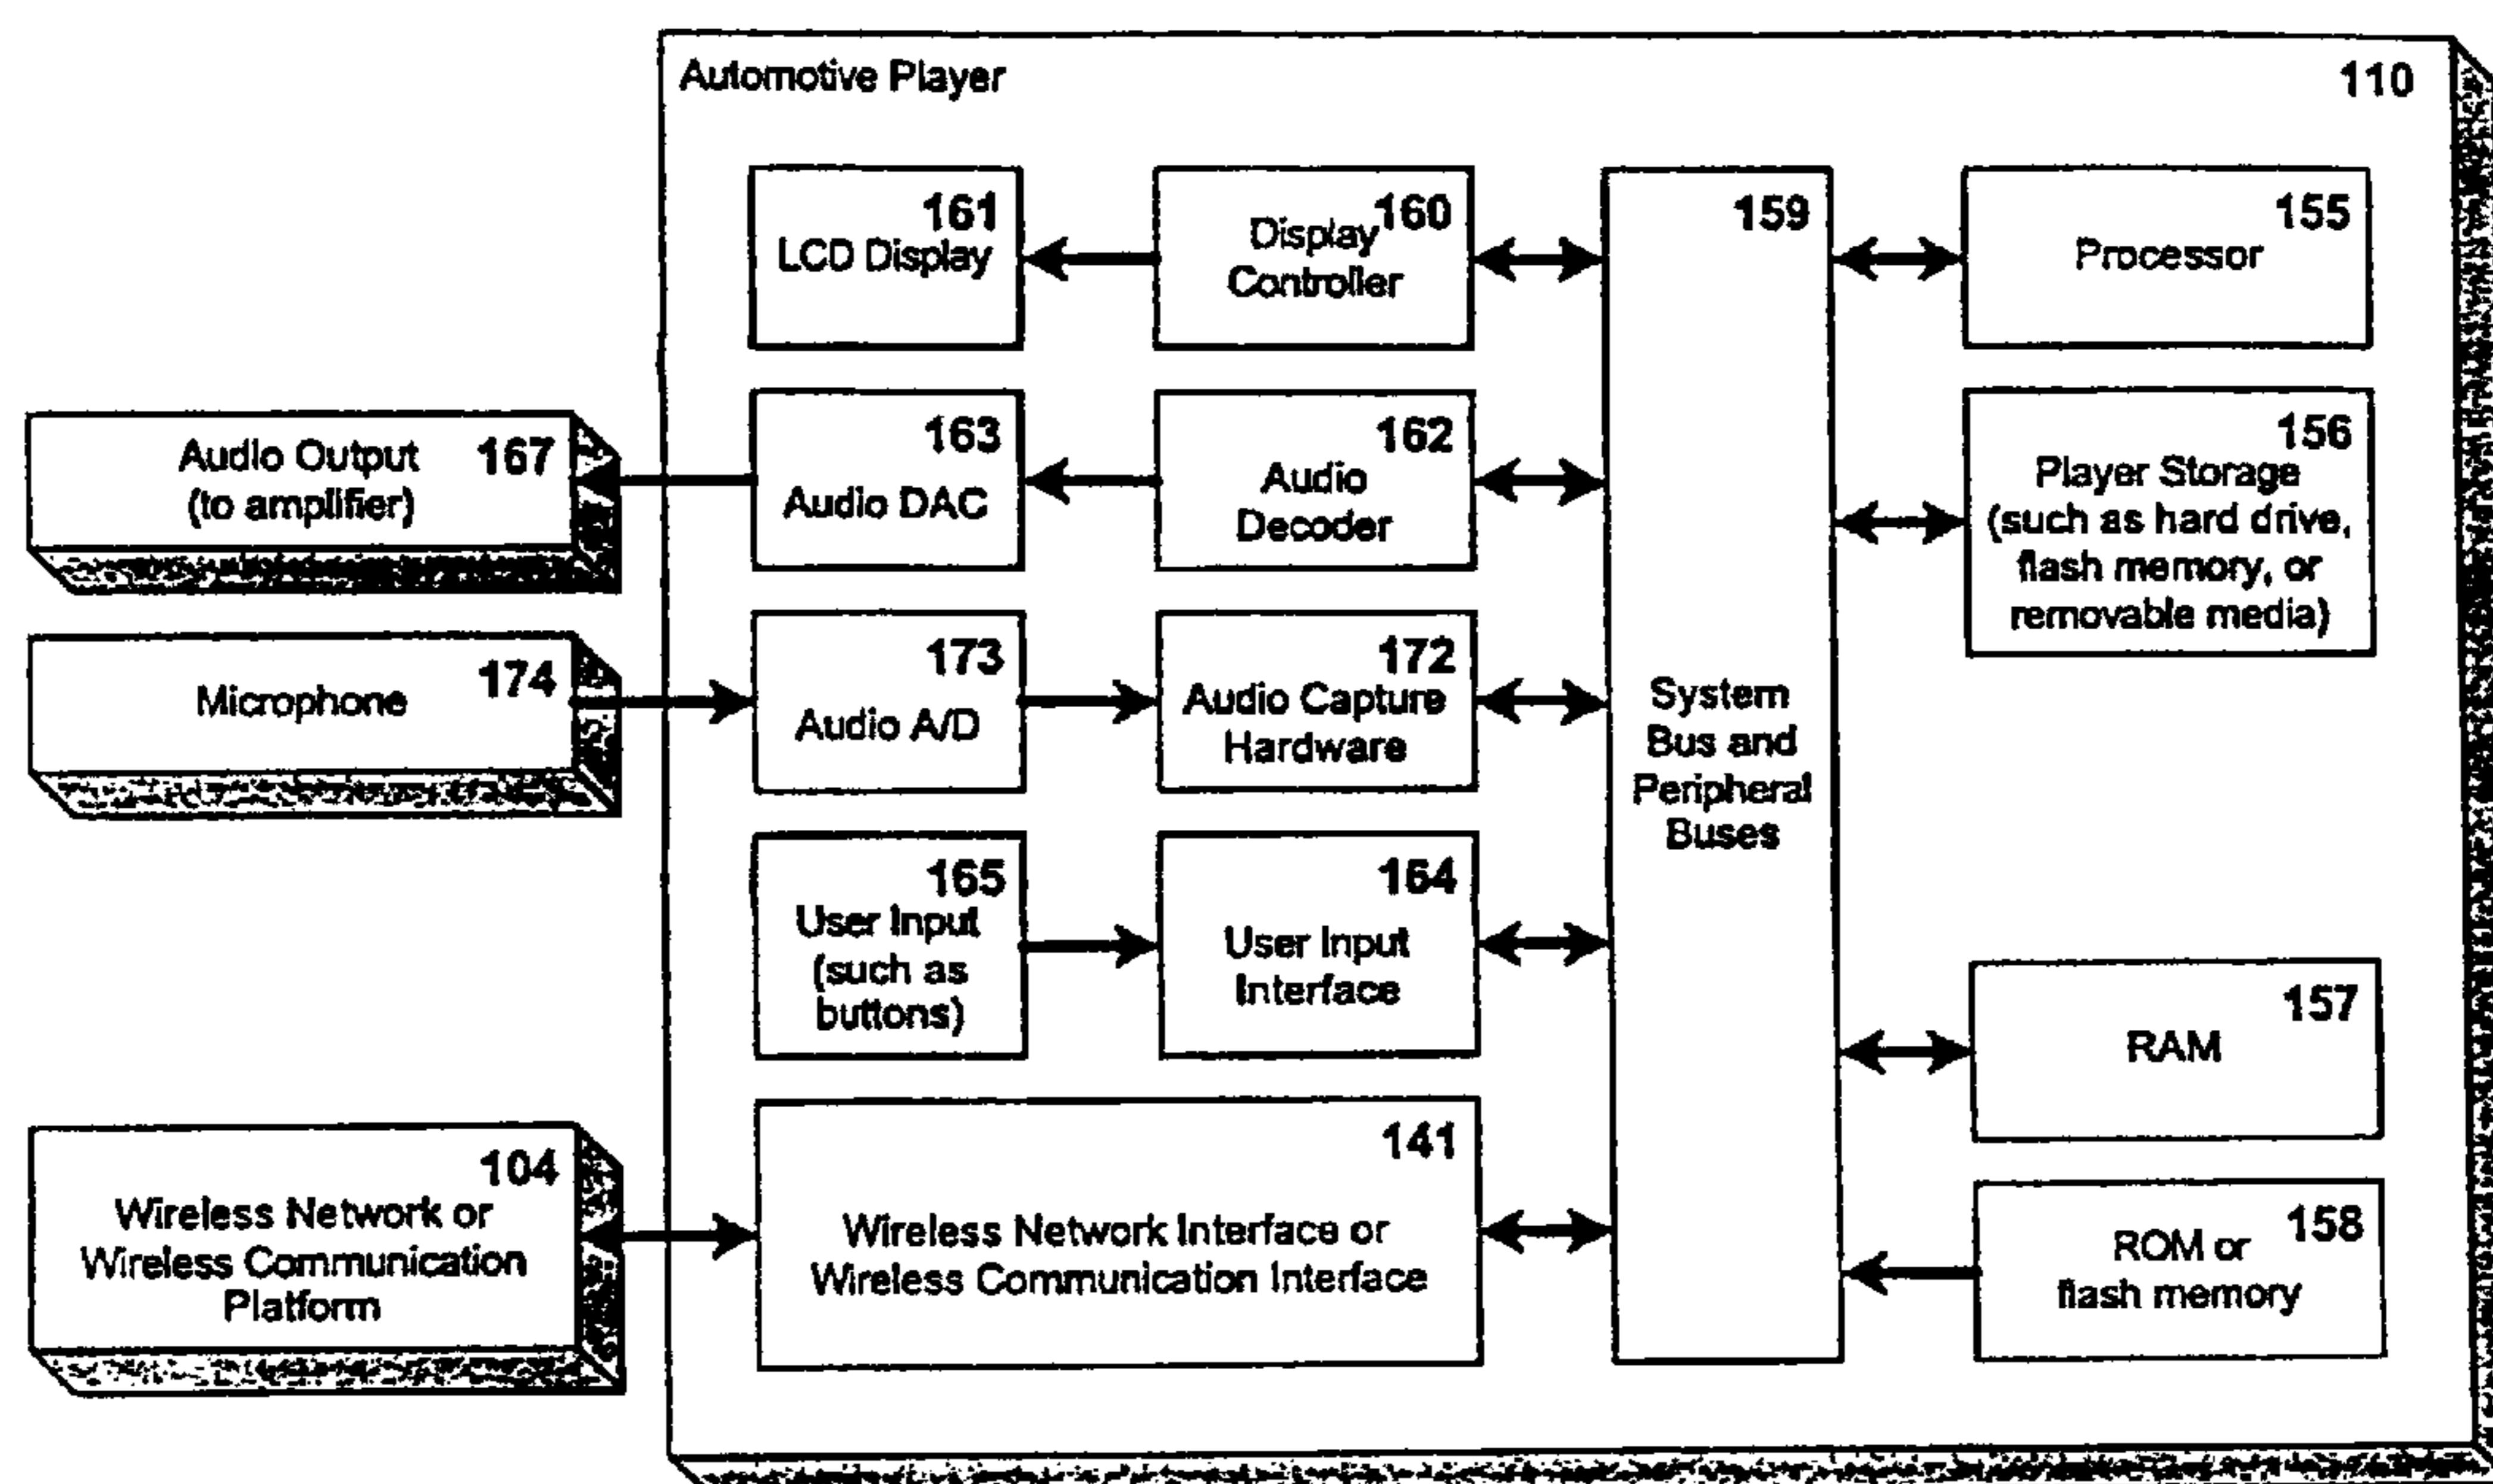 Automotive Player
110
161
LCD Display
160
Display
Controller
159
System
Bus and
Peripheral
Buses
155
Processor
167
Audio Output
(to amplifier)
163
Audio DAC
162
Audio
Decoder
156
Player Storage
(such as hard drive,
flash memory, or
removable media)
174
Microphone
173
Audio A/D
172
Audio Capture
Hardware
165
User Input
(such as
buttons)
164
User Input
Interface
157
RAM
104
Wireless Network or
Wireless Communication
Platform
141
Wireless Network Interface or
Wireless Communication Interface
158
ROM or
flash memory